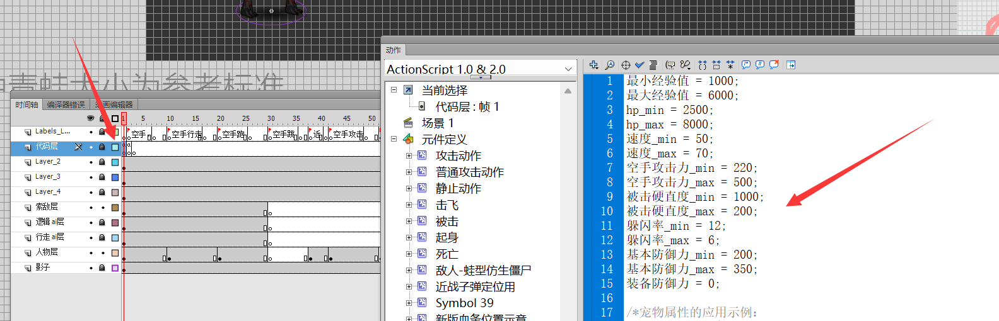 由青蛙大小为参考标准
时间轴 编译器错误 动画编辑器
1 5 10 15 20 25 30 35 40 45 50
Labels_L... 空手 空手行走 空手跑 空手跳 近 空手攻击
代码层
Layer_2
Layer_3
Layer_4
索敌层
逻辑ai层
行走ai层
人物层
影子
动作
ActionScript 1.0 & 2.0
当前选择
代码层 : 帧 1
场景 1
元件定义
攻击动作
普通攻击动作
静止动作
击飞
被击
起身
死亡
敌人-蛙型仿生僵尸
近战子弹定位用
Symbol 39
新版血条位置示意
1 最小经验值 = 1000;
2 最大经验值 = 6000;
3 hp_min = 2500;
4 hp_max = 8000;
5 速度_min = 50;
6 速度_max = 70;
7 空手攻击力_min = 220;
8 空手攻击力_max = 500;
9 被击硬直度_min = 1000;
10 被击硬直度_max = 200;
11 躲闪率_min = 12;
12 躲闪率_max = 6;
13 基本防御力_min = 200;
14 基本防御力_max = 350;
15 装备防御力 = 0;
16
17 /*宠物属性的应用示例: